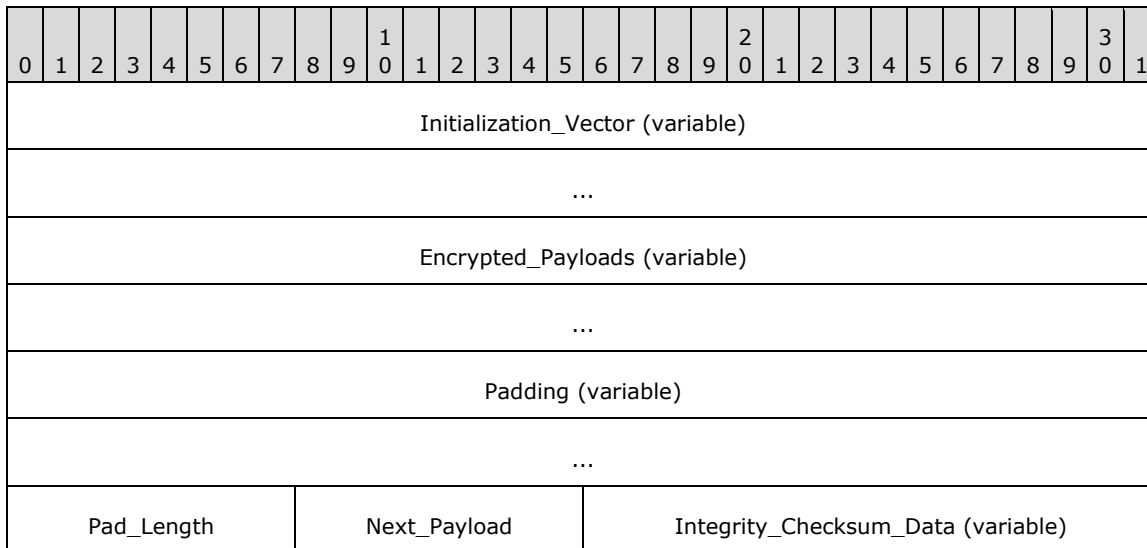 1 2 3
0 1 2 3 4 5 6 7 8 9 0 1 2 3 4 5 6 7 8 9 0 1 2 3 4 5 6 7 8 9 0 1
Initialization_Vector (variable)
...
Encrypted_Payloads (variable)
...
Padding (variable)
...
Pad_Length Next_Payload Integrity_Checksum_Data (variable)